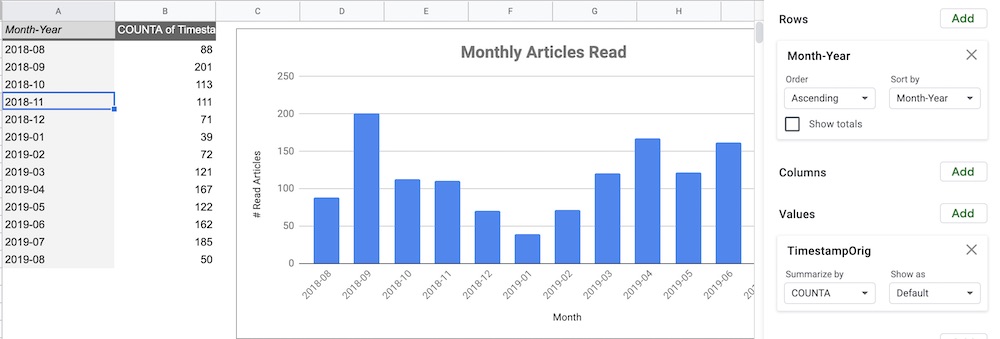 A B C D E F G H
Month-Year COUNTA of Timesta
2018-08 88
2018-09 201
2018-10 113
2018-11 111
2018-12 71
2019-01 39
2019-02 72
2019-03 121
2019-04 167
2019-05 122
2019-06 162
2019-07 185
2019-08 50
Monthly Articles Read
# Read Articles
250
200
150
100
50
0
2018-08 2018-09 2018-10 2018-11 2018-12 2019-01 2019-02 2019-03 2019-04 2019-05 2019-06
Month
Rows Add
Month-Year
Order Sort by
Ascending Month-Year
Show totals
Columns Add
Values Add
TimestampOrig
Summarize by Show as
COUNTA Default